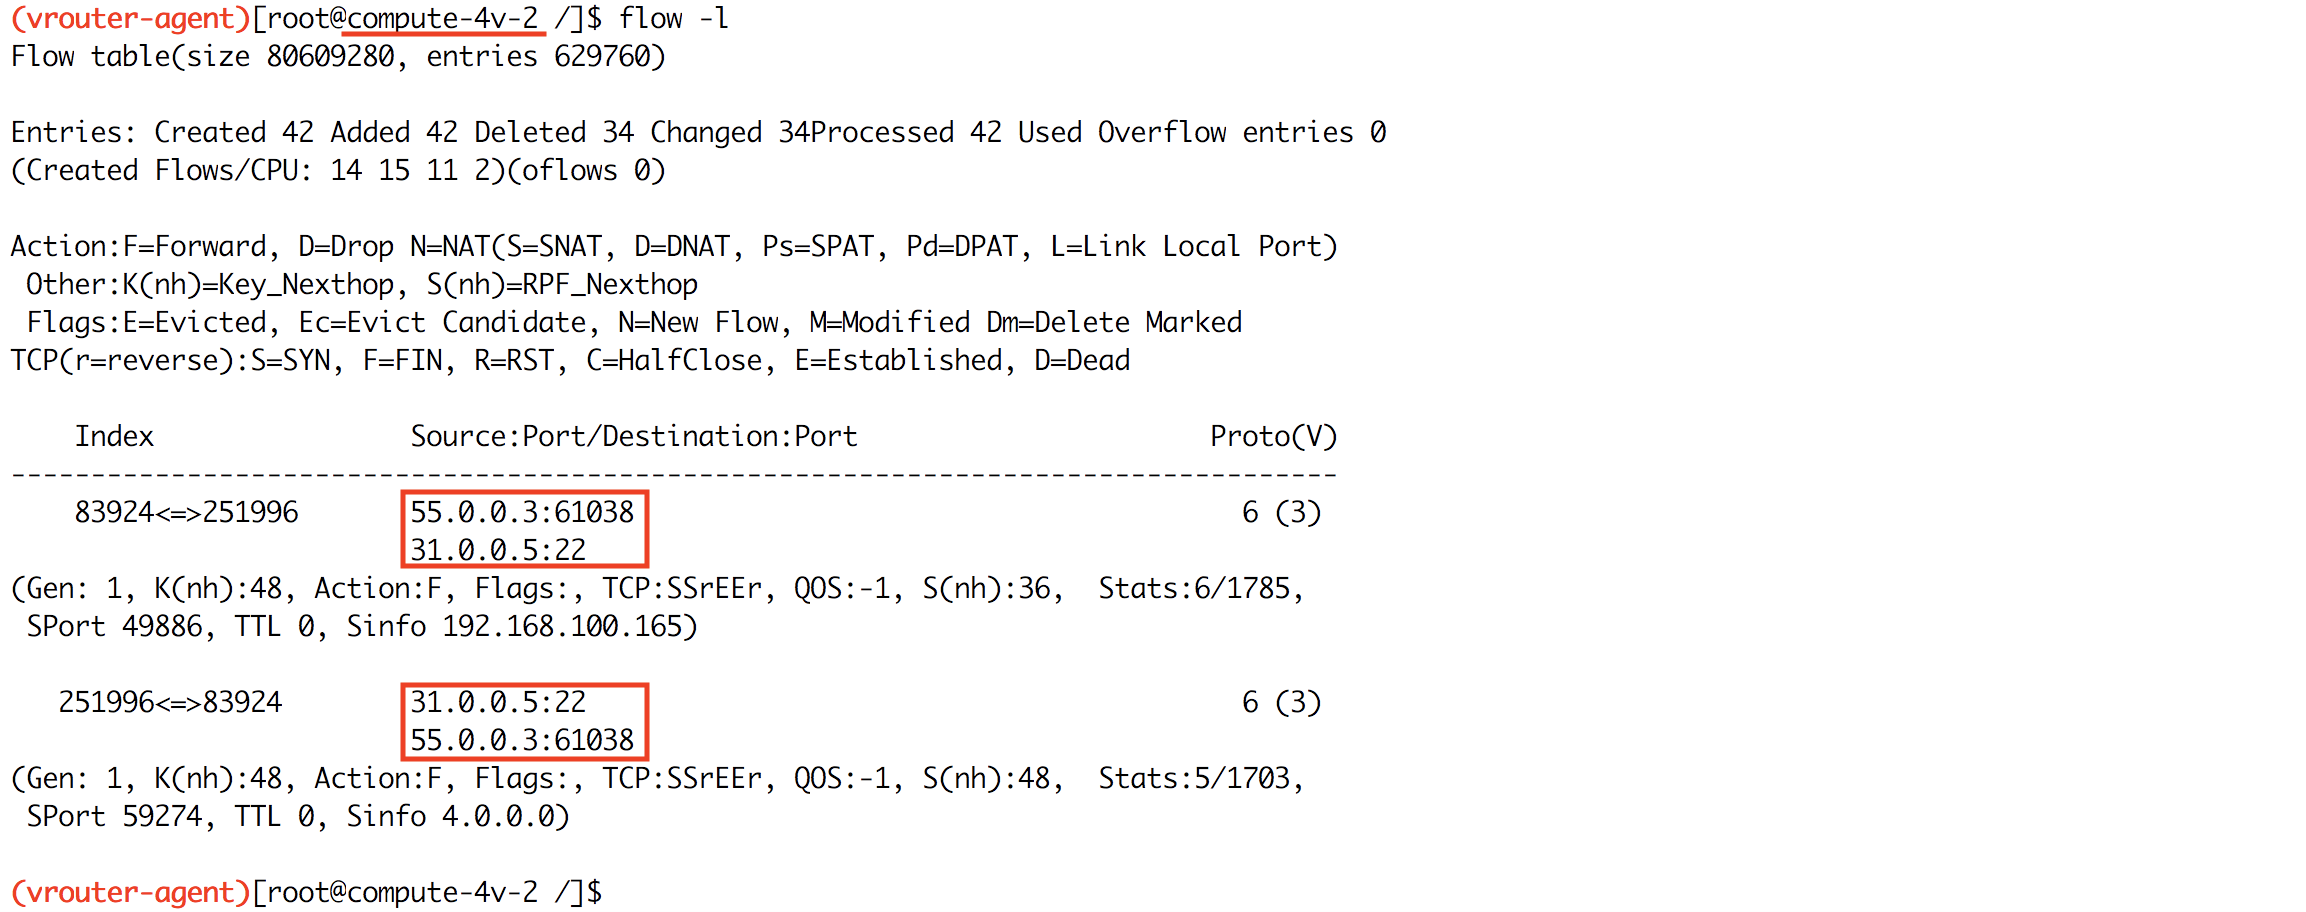 (vrouter-agent)[root@compute-4v-2 /]$ flow -l
Flow table(size 80609280, entries 629760)
Entries: Created 42 Added 42 Deleted 34 Changed 34Processed 42 Used Overflow entries 0
(Created Flows/CPU: 14 15 11 2)(oflows 0)
Action:F=Forward, D=Drop N=NAT(S=SNAT, D=DNAT, Ps=SPAT, Pd=DPAT, L=Link Local Port)
Other:K(nh)=Key_Nexthop, S(nh)=RPF_Nexthop
Flags:E=Evicted, Ec=Evict Candidate, N=New Flow, M=Modified Dm=Delete Marked
TCP(r=reverse):S=SYN, F=FIN, R=RST, C=HalfClose, E=Established, D=Dead
Index Source:Port/Destination:Port Proto(V)
-----------------------------------------------------------------------------------
83924<=>251996 55.0.0.3:61038 6 (3)
31.0.0.5:22
(Gen: 1, K(nh):48, Action:F, Flags:, TCP:SSrEEr, QOS:-1, S(nh):36, Stats:6/1785,
SPort 49886, TTL 0, Sinfo 192.168.100.165)
251996<=>83924 31.0.0.5:22 6 (3)
55.0.0.3:61038
(Gen: 1, K(nh):48, Action:F, Flags:, TCP:SSrEEr, QOS:-1, S(nh):48, Stats:5/1703,
SPort 59274, TTL 0, Sinfo 4.0.0.0)
(vrouter-agent)[root@compute-4v-2 /]$